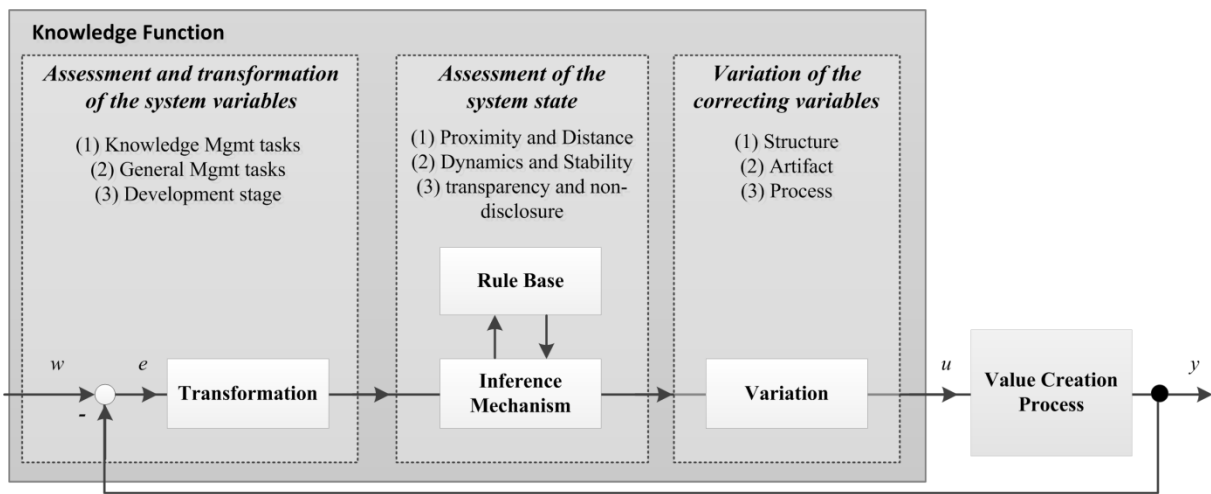 Knowledge Function
Assessment and transformation
of the system variables
(1) Knowledge Mgmt tasks
(2) General Mgmt tasks
(3) Development stage
Assessment of the
system state
(1) Proximity and Distance
(2) Dynamics and Stability
(3) transparency and non-
disclosure
Variation of the
correcting variables
(1) Structure
(2) Artifact
(3) Process
Rule Base
w
e
-
Transformation
Inference
Mechanism
Variation
u
Value Creation
Process
y